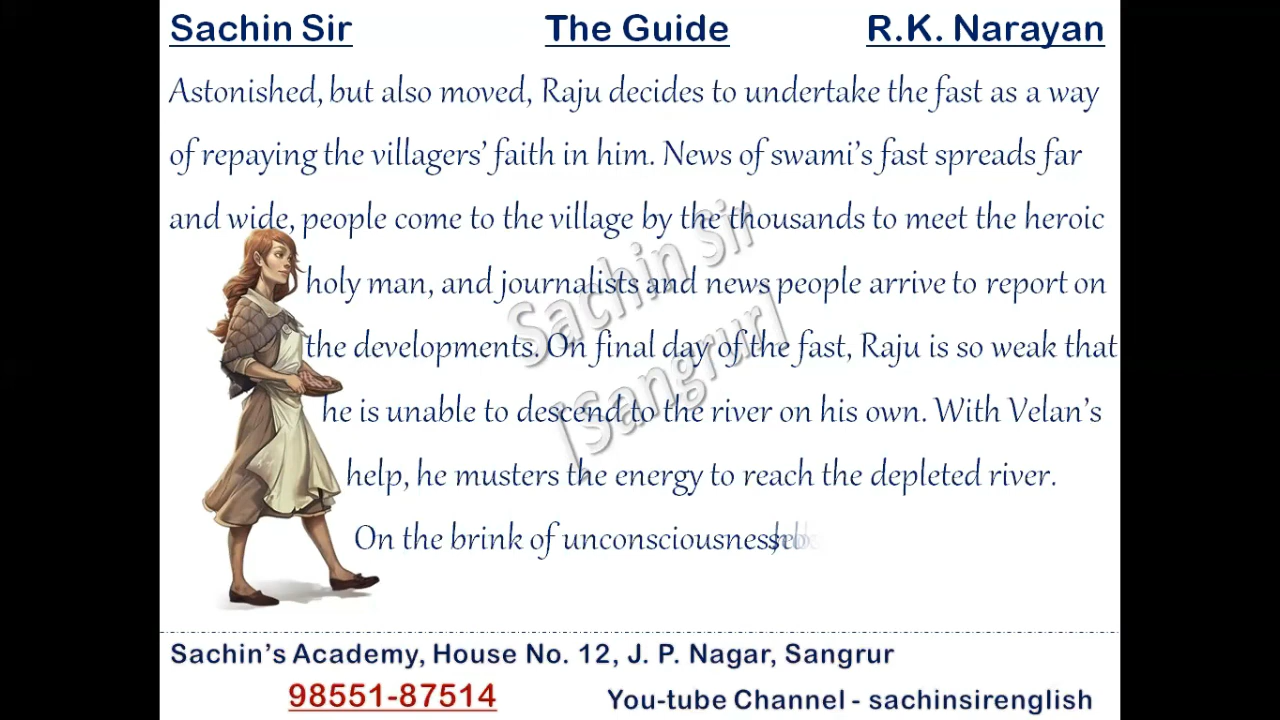 Sachin Sir The Guide R.K. Narayan
Astonished, but also moved, Raju decides to undertake the fast as a way
of repaying the villagers' faith in him. News of swami's fast spreads far
and wide, people come to the village by the thousands to meet the heroic
holy man, and journalists and news people arrive to report on
the developments. On final day of the fast, Raju is so weak that
he is unable to descend to the river on his own. With Velan's
help, he musters the energy to reach the depleted river.
On the brink of unconsciousness,
Sachin Sir
[Sangrur]
Sachin's Academy, House No. 12, J. P. Nagar, Sangrur
98551-87514 You-tube Channel - sachinsirenglish